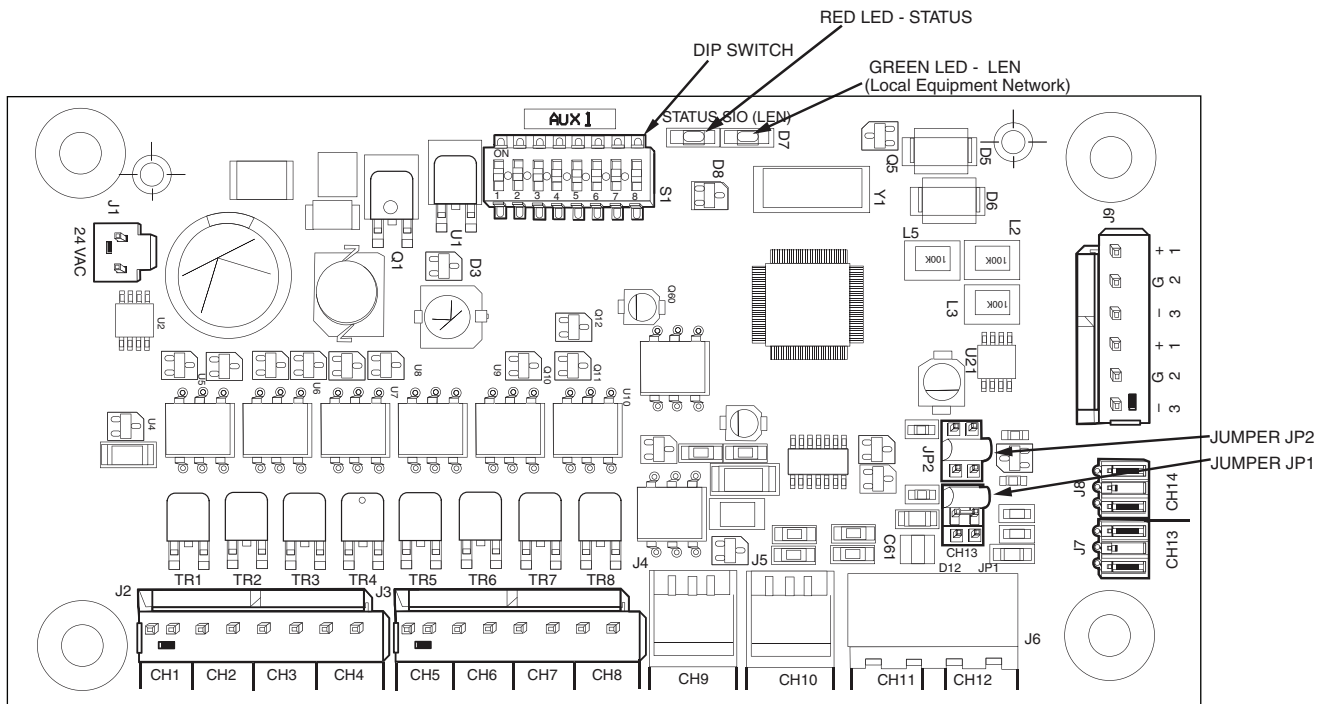 RED LED - STATUS
DIP SWITCH
GREEN LED - LEN
(Local Equipment Network)
AUX 1
STATUS SIO (LEN)
ON
1 2 3 4 5 6 7 8
S1
D7
D8
Y1
Q5
D5
D6
J1
24 VAC
Q1
U1
D3
L5
L2
100K
100K
L3
100K
J9
+ 1
G 2
- 3
+ 1
G 2
- 3
U2
Q60
Q12
U21
U5
U6
U7
U8
U9
Q10
Q11
U10
U4
JP2
JUMPER JP2
JUMPER JP1
J8
CH14
J7
CH13
C61
CH13
D12
JP1
TR1 TR2 TR3 TR4 TR5 TR6 TR7 TR8
J4
J5
J2
J3
J6
CH1 CH2 CH3 CH4 CH5 CH6 CH7 CH8 CH9 CH10 CH11 CH12